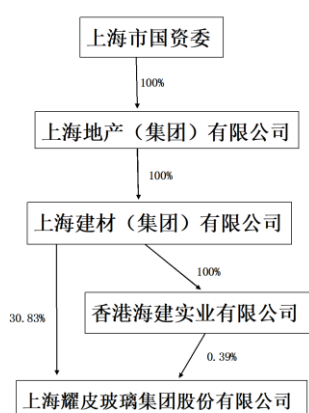 上海市国资委
100%
上海地产（集团）有限公司
100%
上海建材（集团）有限公司
100%
30.83%
香港海建实业有限公司
0.39%
上海耀皮玻璃集团股份有限公司